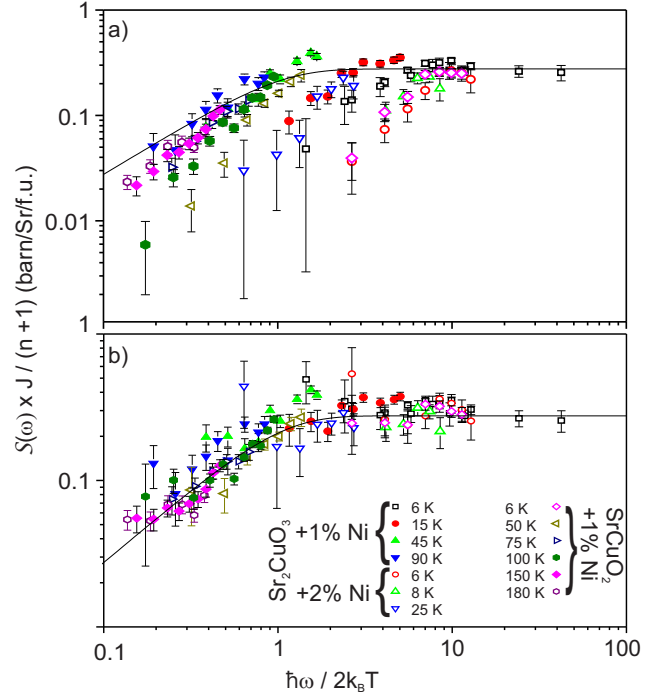 a)
1
0.1
0.01
1
b)
0.1
0.1
1
10
100
S(ω) x J / (n +1) (barn/Sr/f.u.)
ħω / 2k_BT
Sr₂CuO₃
+1% Ni
6 K
15 K
45 K
90 K
+2% Ni
6 K
8 K
25 K
6 K
50 K
75 K
100 K
150 K
180 K
SrCuO₂
+1% Ni